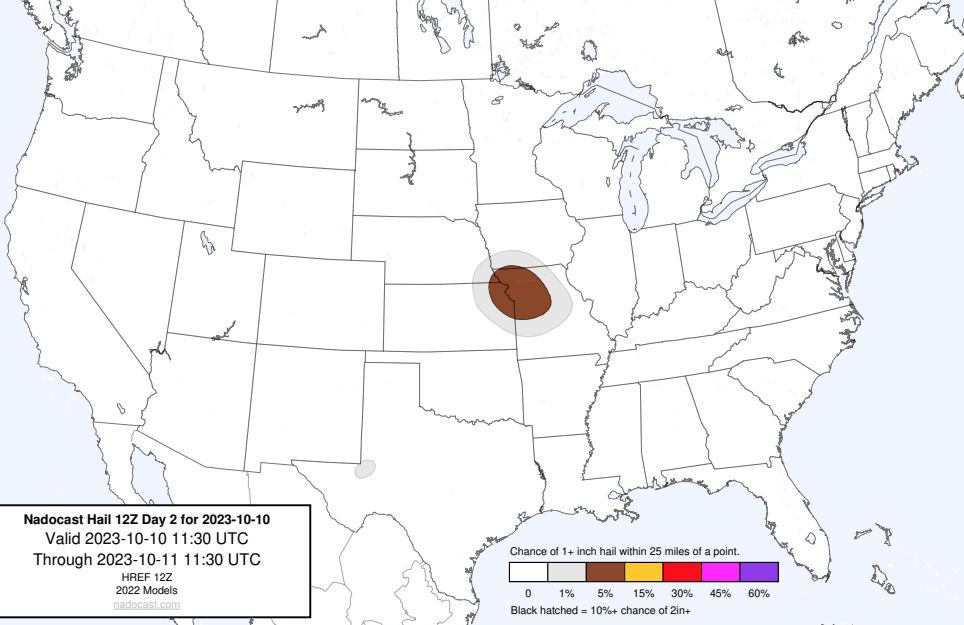 Nadocast Hail 12Z Day 2 for 2023-10-10
Valid 2023-10-10 11:30 UTC
Through 2023-10-11 11:30 UTC
HREF 12Z
2022 Models
nadocast.com
Chance of 1+ inch hail within 25 miles of a point.
0 1% 5% 15% 30% 45% 60%
Black hatched = 10%+ chance of 2in+